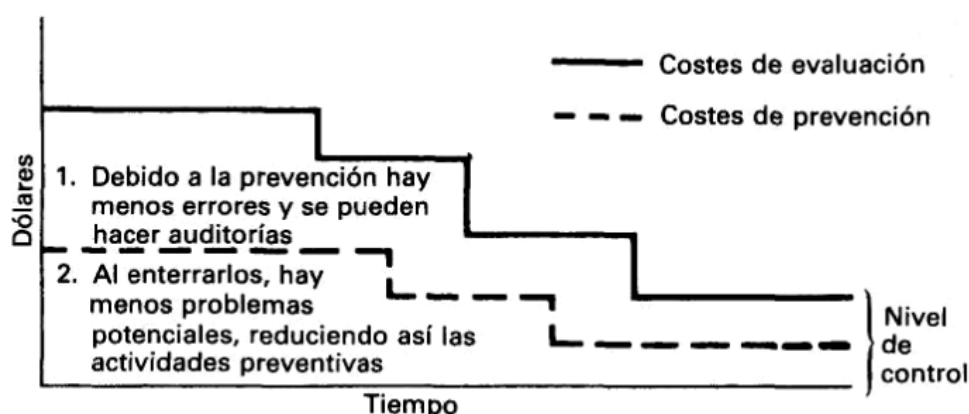 Costes de evaluación
Costes de prevención
Dólares
1. Debido a la prevención hay
menos errores y se pueden
hacer auditorías
2. Al enterrarlos, hay
menos problemas
potenciales, reduciendo así las
actividades preventivas
Nivel
de
control
Tiempo